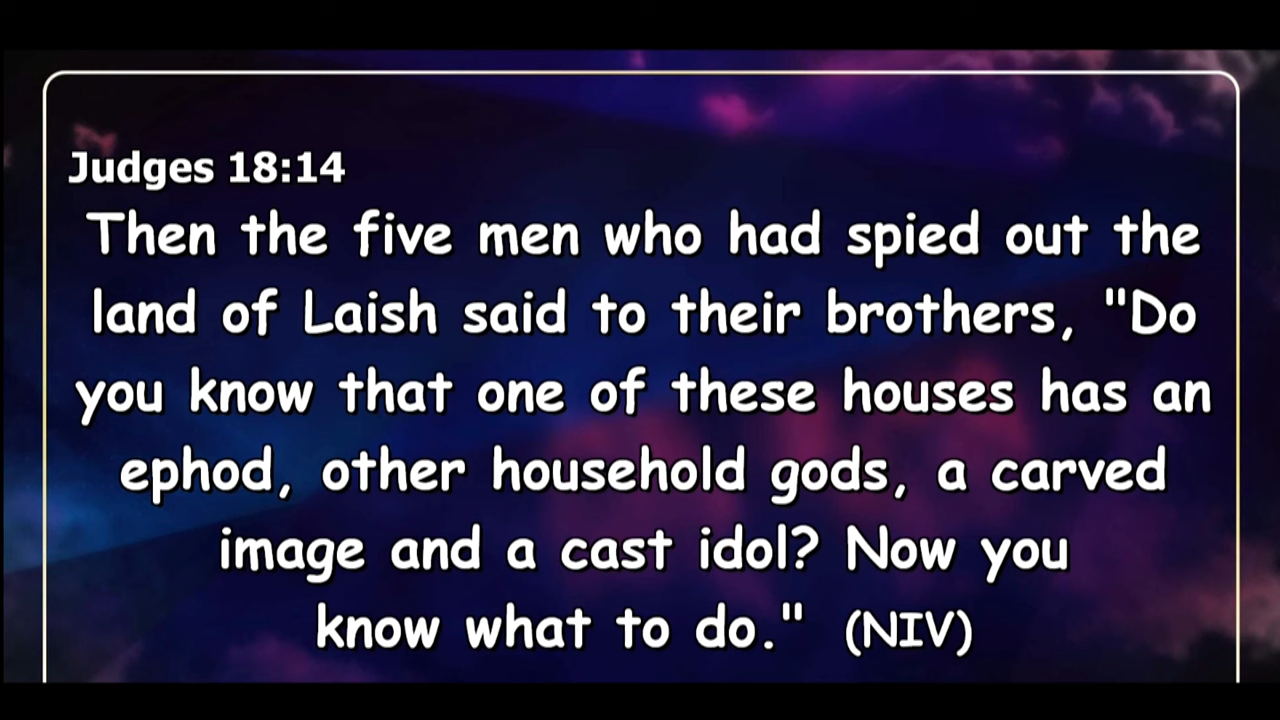 Judges 18:14
Then the five men who had spied out the
land of Laish said to their brothers, "Do
you know that one of these houses has an
ephod, other household gods, a carved
image and a cast idol? Now you
know what to do." (NIV)